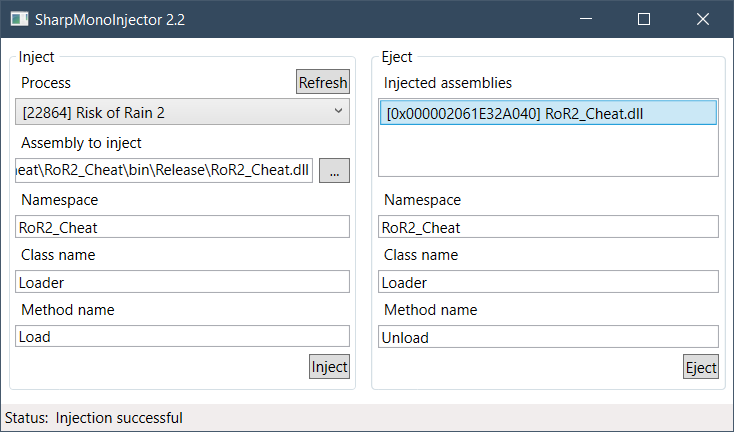 SharpMonoInjector 2.2
Inject
Process
Refresh
[22864] Risk of Rain 2
Assembly to inject
eat\RoR2_Cheat\bin\Release\RoR2_Cheat.dll
...
Namespace
RoR2_Cheat
Class name
Loader
Method name
Load
Inject
Eject
Injected assemblies
[0x000002061E32A040] RoR2_Cheat.dll
Namespace
RoR2_Cheat
Class name
Loader
Method name
Unload
Eject
Status: Injection successful